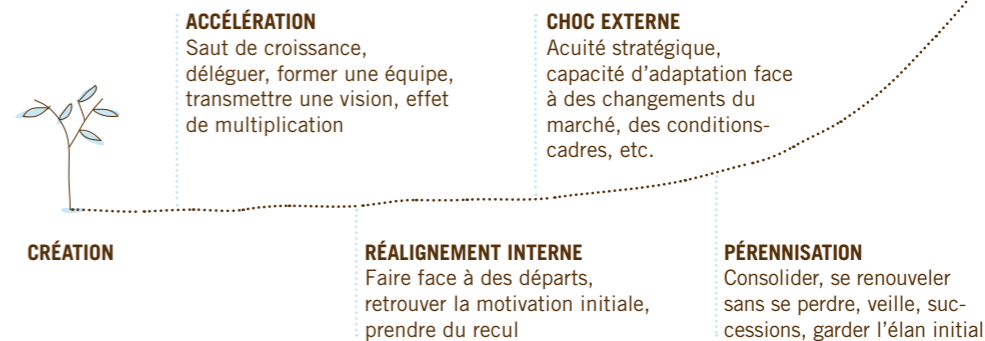 ACCÉLÉRATION
Saut de croissance,
déléguer, former une équipe,
transmettre une vision, effet
de multiplication
CHOC EXTERNE
Acuité stratégique,
capacité d’adaptation face
à des changements du
marché, des conditions-
cadres, etc.
CRÉATION
RÉALIGNEMENT INTERNE
Faire face à des départs,
retrouver la motivation initiale,
prendre du recul
PÉRENNISATION
Consolider, se renouveler
sans se perdre, veille, suc-
cessions, garder l’élan initial